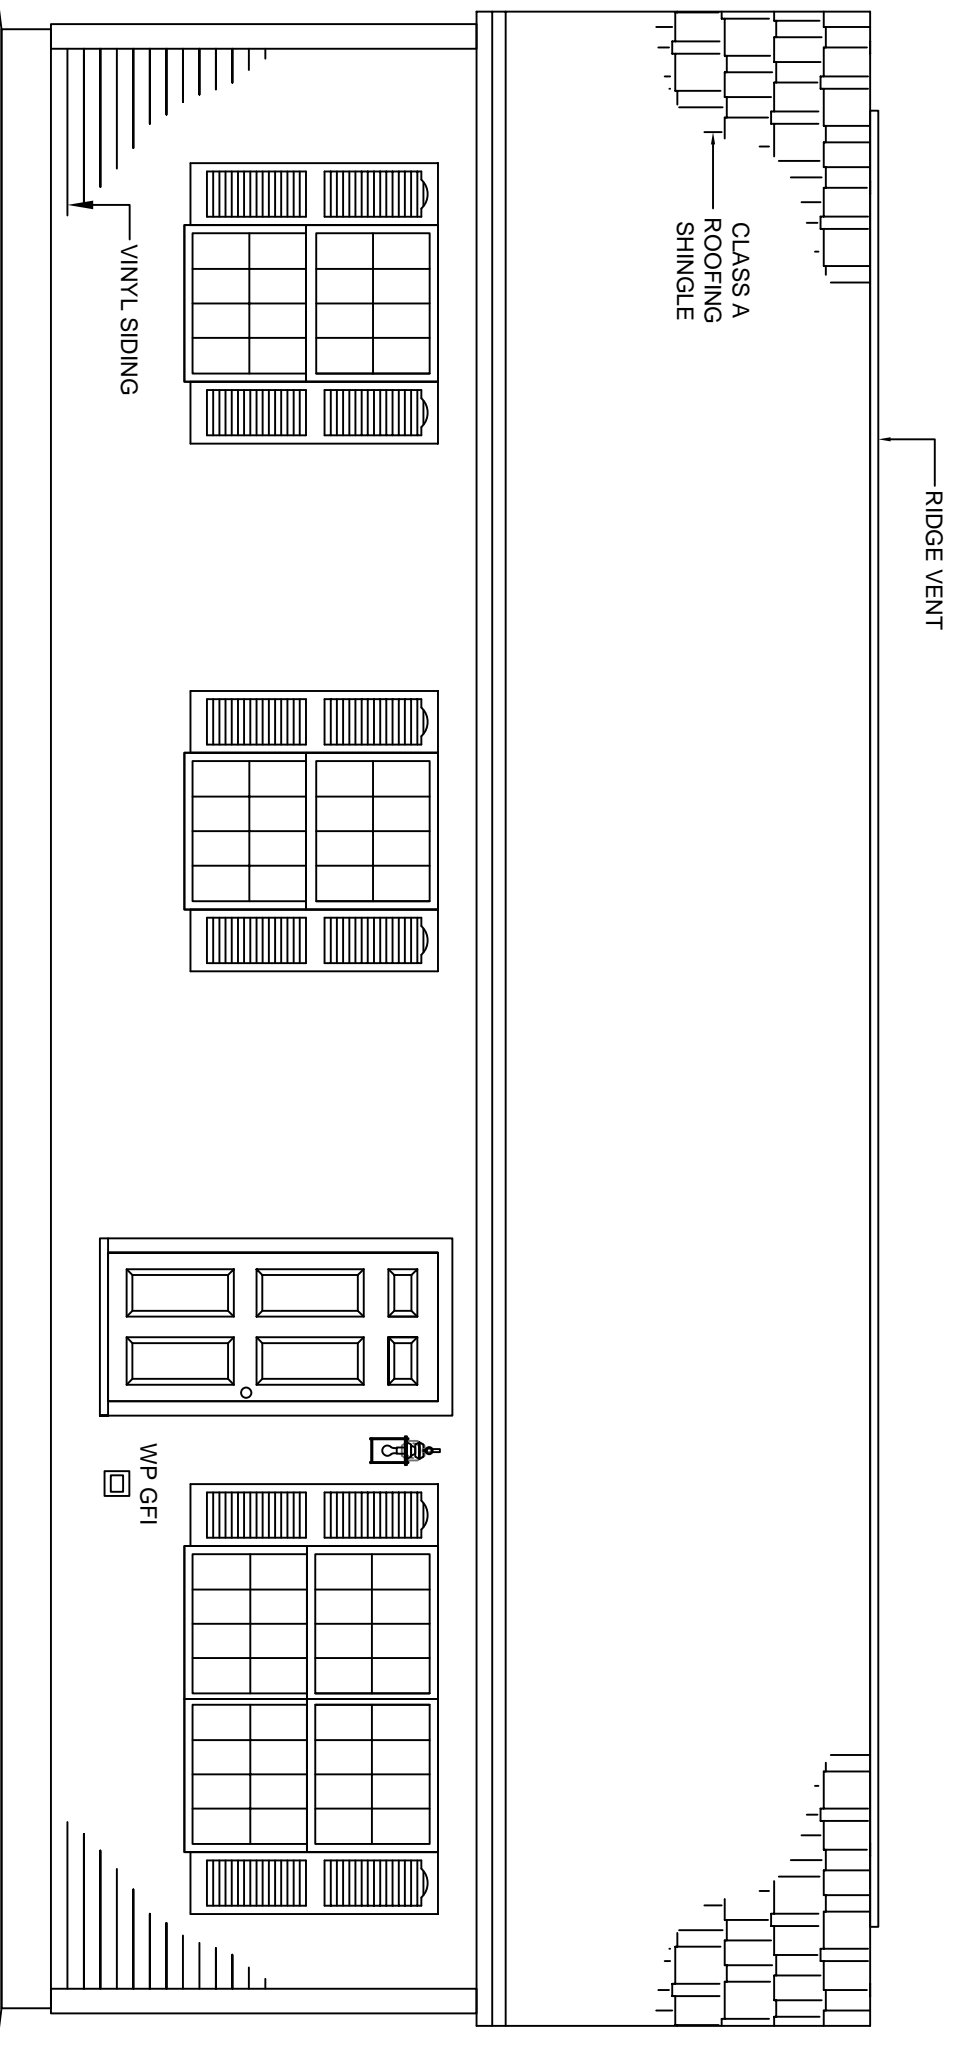 RIDGE VENT
CLASS A
ROOFING
SHINGLE
VINYL SIDING
WP GFI